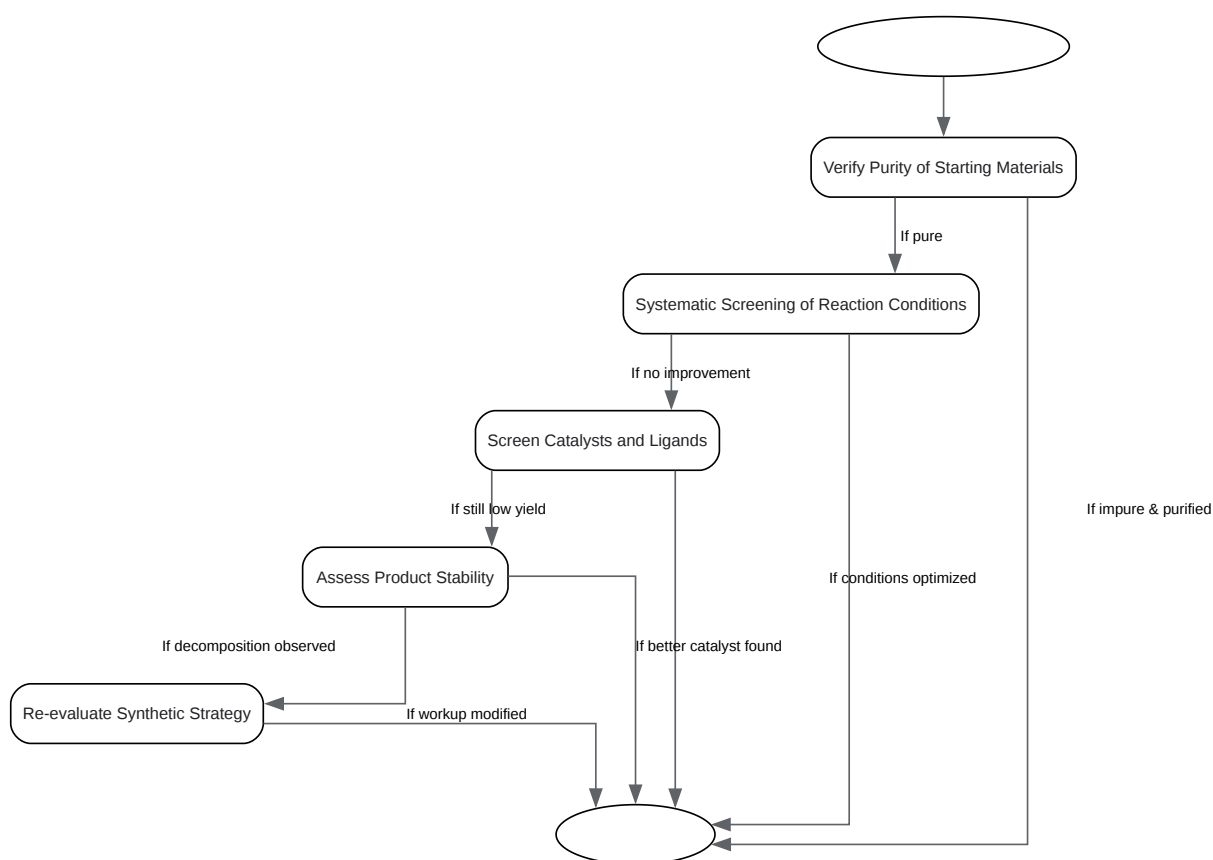 Verify Purity of Starting Materials
If pure
Systematic Screening of Reaction Conditions
If no improvement
Screen Catalysts and Ligands
If still low yield
If impure & purified
Assess Product Stability
If conditions optimized
If decomposition observed
If better catalyst found
Re-evaluate Synthetic Strategy
If workup modified